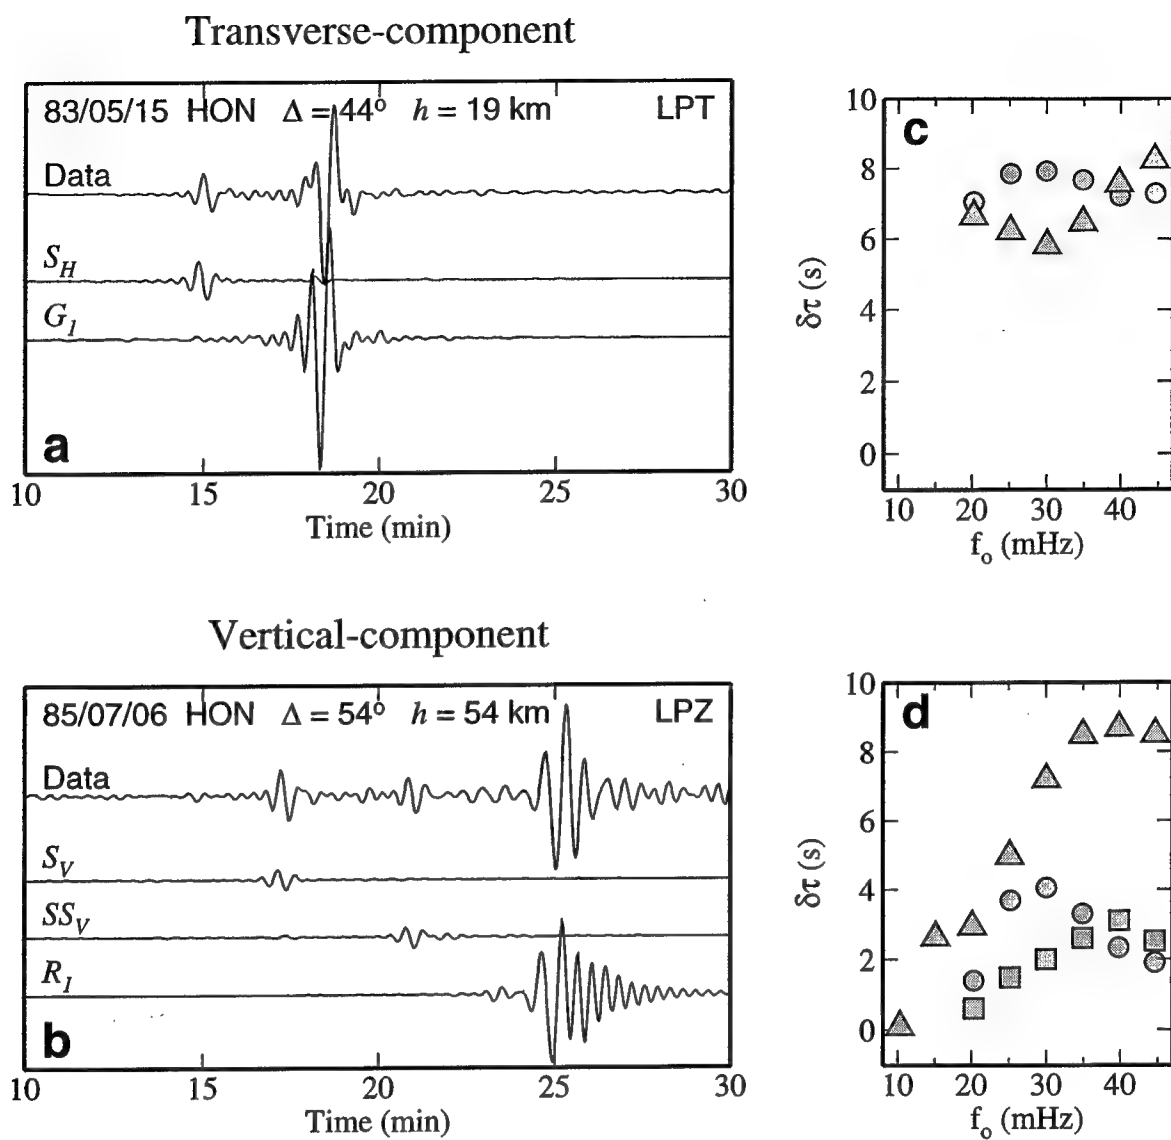 Transverse-component
83/05/15 HON Δ = 44° h = 19 km LPT
Data
S_H
G_1
a
10 15 20 25 30
Time (min)
c
10
8
6
4
2
0
δτ (s)
10 20 30 40
f_o (mHz)
Vertical-component
85/07/06 HON Δ = 54° h = 54 km LPZ
Data
S_V
SS_V
R_1
b
10 15 20 25 30
Time (min)
d
10
8
6
4
2
0
δτ (s)
10 20 30 40
f_o (mHz)